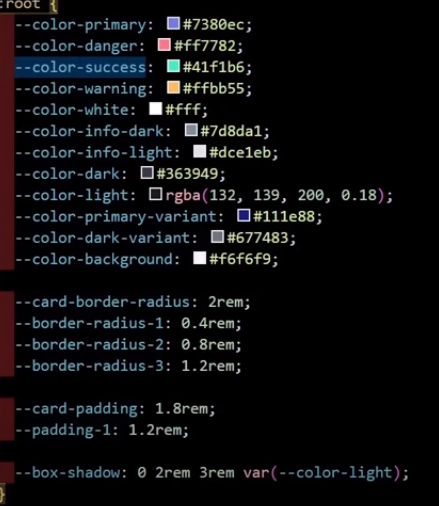 :root {
--color-primary: #7380ec;
--color-danger: #ff7782;
--color-success: #41f1b6;
--color-warning: #ffbb55;
--color-white: #fff;
--color-info-dark: #7d8da1;
--color-info-light: #dce1eb;
--color-dark: #363949;
--color-light: rgba(132, 139, 200, 0.18);
--color-primary-variant: #111e88;
--color-dark-variant: #677483;
--color-background: #f6f6f9;
--card-border-radius: 2rem;
--border-radius-1: 0.4rem;
--border-radius-2: 0.8rem;
--border-radius-3: 1.2rem;
--card-padding: 1.8rem;
--padding-1: 1.2rem;
--box-shadow: 0 2rem 3rem var(--color-light);
}